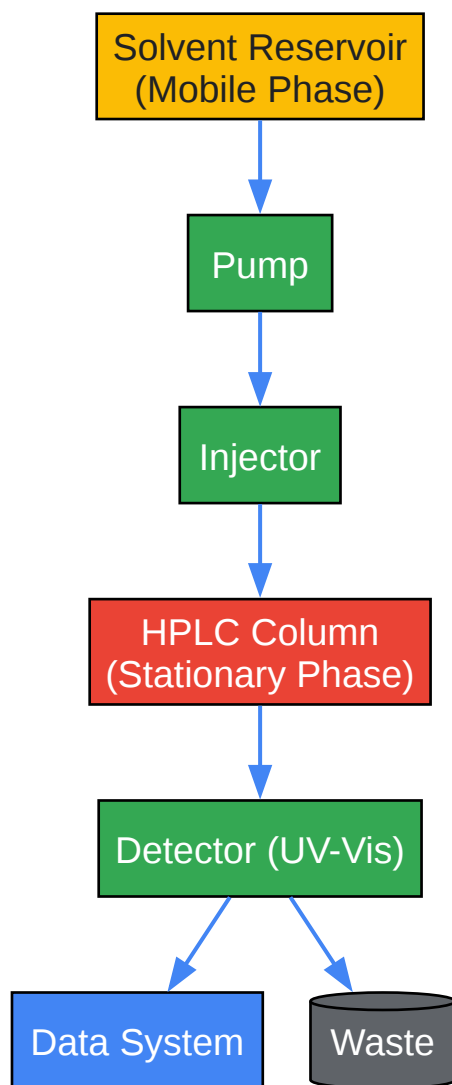 Solvent Reservoir
(Mobile Phase)
Pump
Injector
HPLC Column
(Stationary Phase)
Detector (UV-Vis)
Data System
Waste